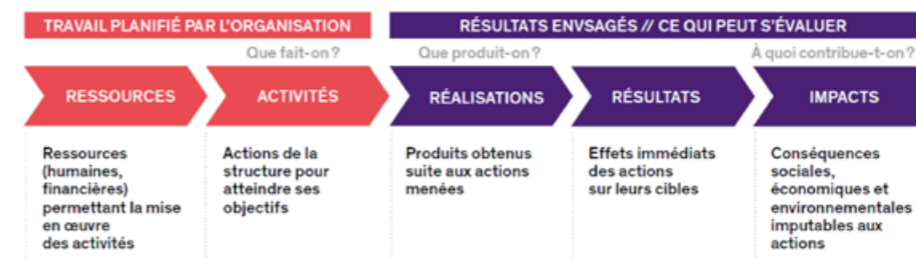 TRAVAIL PLANIFIÉ PAR L'ORGANISATION
RÉSULTATS ENVSAGÉS // CE QUI PEUT S'ÉVALUER
Que fait-on ?
Que produit-on ?
À quoi contribue-t-on ?
RESSOURCES
ACTIVITÉS
RÉALISATIONS
RÉSULTATS
IMPACTS
Ressources
(humaines,
financières)
permettant la mise
en œuvre
des activités
Actions de la
structure pour
atteindre ses
objectifs
Produits obtenus
suite aux actions
menées
Effets immédiats
des actions
sur leurs cibles
Conséquences
sociales,
économiques et
environnementales
imputables aux
actions